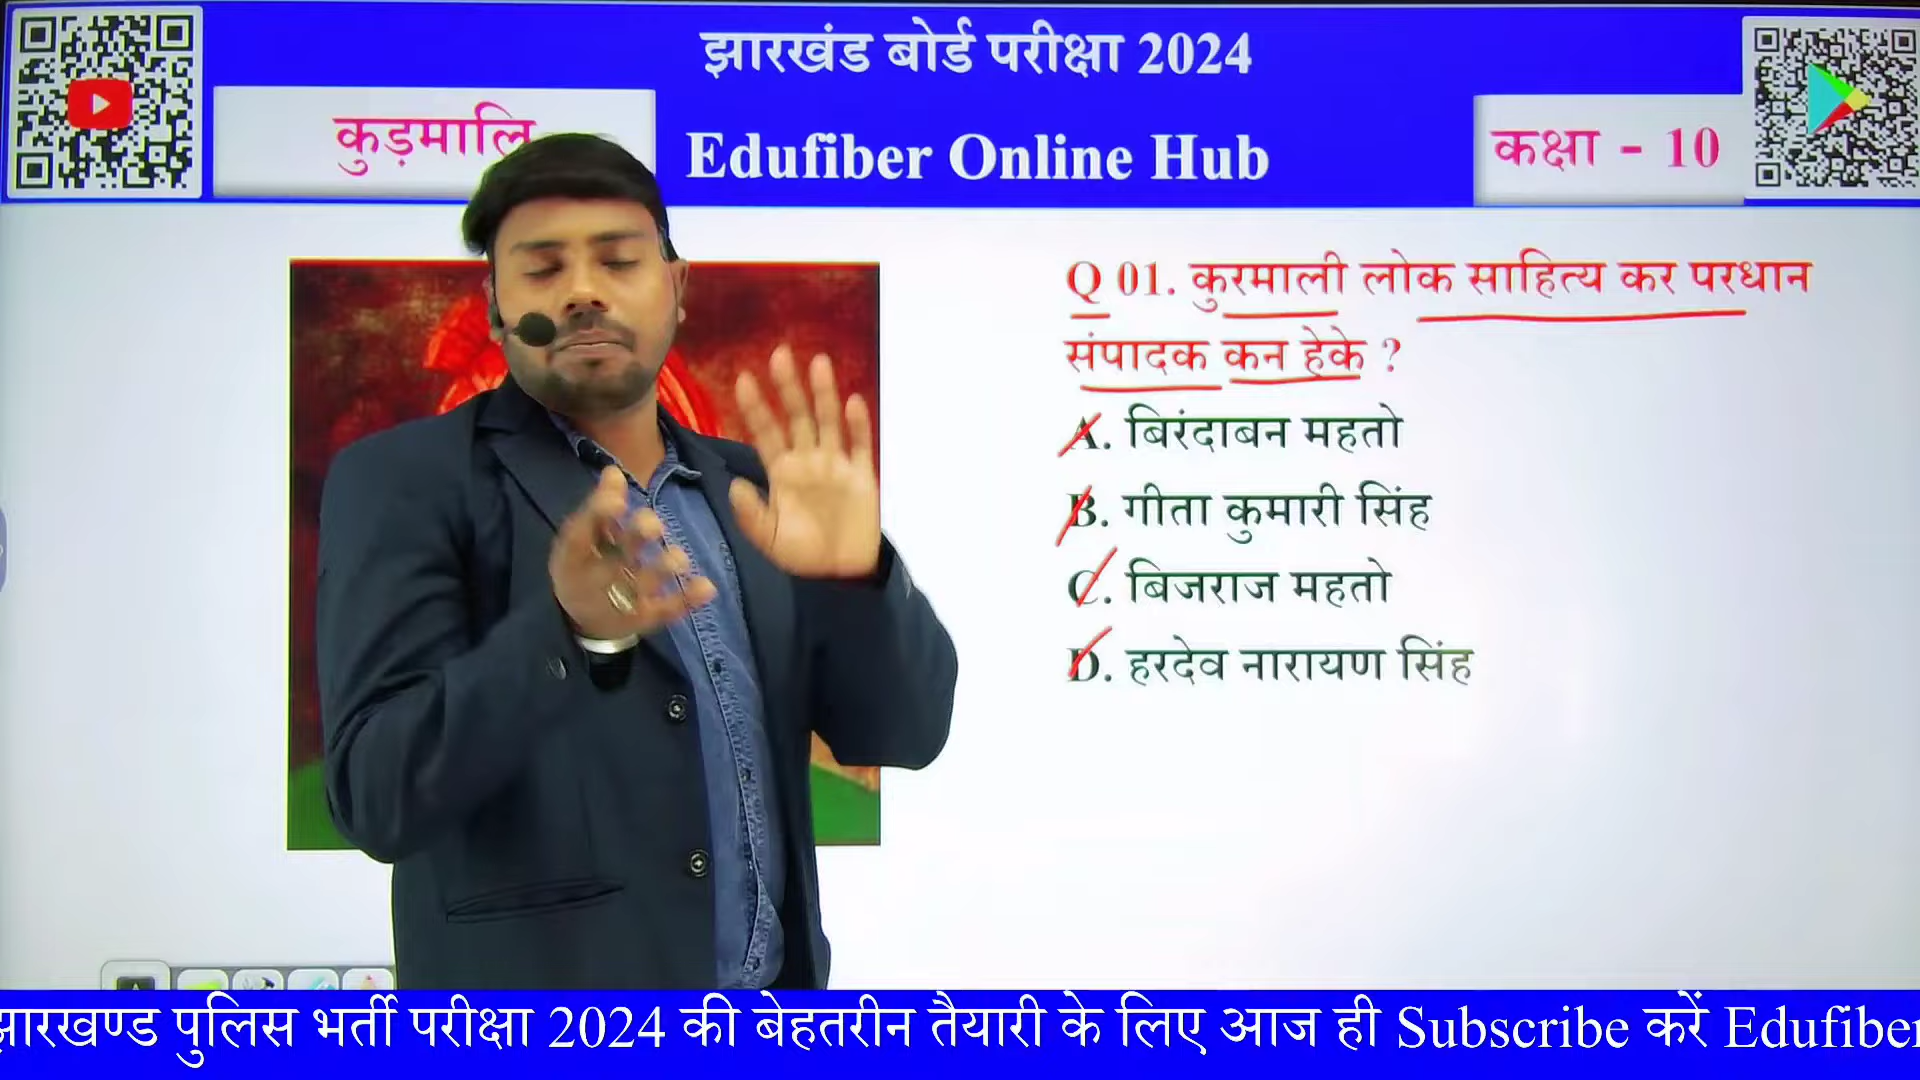 झारखंड बोर्ड परीक्षा 2024
कुड़मालि
Edufiber Online Hub
कक्षा - 10
Q 01. कुरमाली लोक साहित्य कर परधान
संपादक कन हेके ?
A. बिरंदाबन महतो
B. गीता कुमारी सिंह
C. बिजराज महतो
D. हरदेव नारायण सिंह
झारखण्ड पुलिस भर्ती परीक्षा 2024 की बेहतरीन तैयारी के लिए आज ही Subscribe करें Edufiber